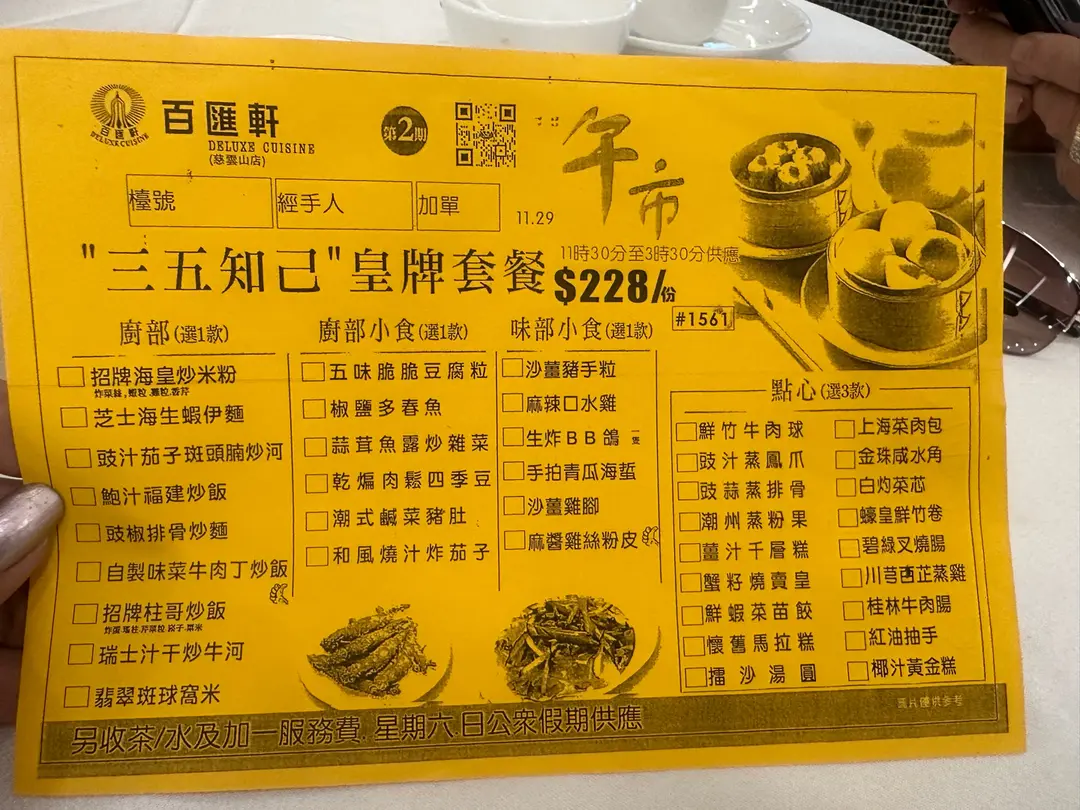 百匯軒
DELUXE CUISINE
百匯軒
DELUXE CUISINE
(慈雲山店)
第2期
午市
檯號
經手人
加單
11.29
11時30分至3時30分供應
"三五知己"皇牌套餐
$228/份
#1561
廚部(選1款)
招牌海皇炒米粉
芝士海生蝦伊麵
豉汁茄子斑頭腩炒河
鮑汁福建炒飯
豉椒排骨炒麵
自製味菜牛肉丁炒飯
招牌柱哥炒飯
瑞士汁干炒牛河
翡翠斑球窩米
廚部小食(選1款)
五味脆脆豆腐粒
椒鹽多春魚
蒜茸魚露炒雜菜
乾煸肉鬆四季豆
潮式鹹菜豬肚
和風燒汁炸茄子
味部小食(選1款)
沙薑豬手粒
麻辣口水雞
生炸BB鴿 一隻
手拍青瓜海蜇
沙薑雞腳
麻醬雞絲粉皮
點心(選3款)
鮮竹牛肉球
豉汁蒸鳳爪
豉蒜蒸排骨
潮州蒸粉果
薑汁千層糕
蟹籽燒賣皇
鮮蝦菜苗餃
懷舊馬拉糕
擂沙湯圓
上海菜肉包
金珠咸水角
白灼菜芯
蠔皇鮮竹卷
碧綠叉燒腸
川芎白芷蒸雞
桂林牛肉腸
紅油抽手
椰汁黃金糕
圖片僅供參考
另收茶/水及加一服務費.星期六.日公衆假期供應